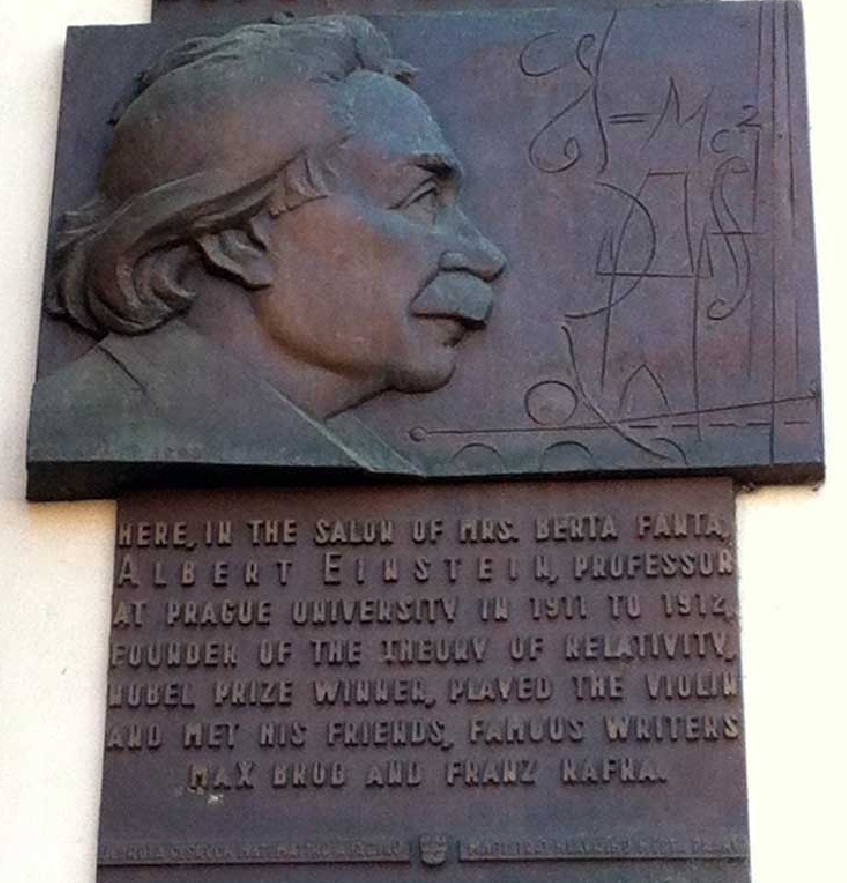 E=Mc²
HERE, IN THE SALON OF MRS. BERTA FANTA,
ALBERT EINSTEIN, PROFESSOR
AT PRAGUE UNIVERSITY IN 1911 TO 1912,
FOUNDER OF THE THEORY OF RELATIVITY,
NOBEL PRIZE WINNER, PLAYED THE VIOLIN
AND MET HIS FRIENDS, FAMOUS WRITERS
MAX BROD AND FRANZ KAFKA.